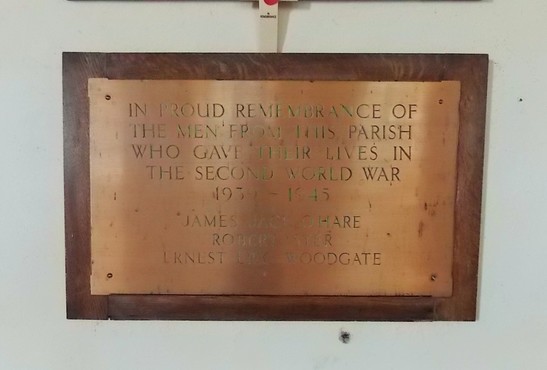 IN PROUD REMEMBRANCE OF
THE MEN FROM THIS PARISH
WHO GAVE THEIR LIVES IN
THE SECOND WORLD WAR
1939 - 1945
JAMES HARE
ROBERT
ERNEST WOODGATE